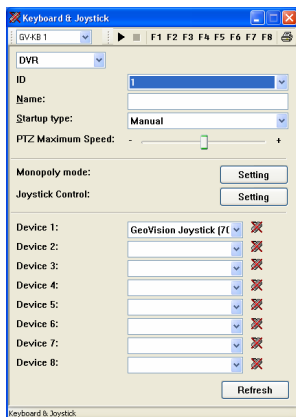 Keyboard & Joystick
GV-KB 1 F1 F2 F3 F4 F5 F6 F7 F8
DVR
ID 1
Name:
Startup type: Manual
PTZ Maximum Speed: - +
Monopoly mode: Setting
Joystick Control: Setting
Device 1: GeoVision Joystick (70
Device 2:
Device 3:
Device 4:
Device 5:
Device 6:
Device 7:
Device 8:
Refresh
Keyboard & Joystick